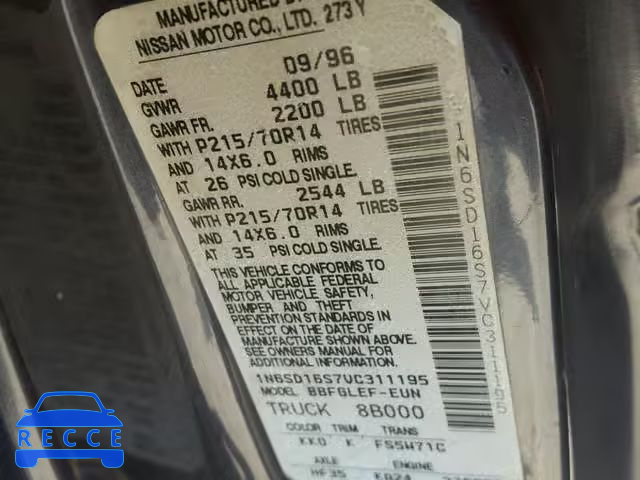 MANUFACTURED BY
NISSAN MOTOR CO., LTD. 273Y
DATE 09/96
GVWR 4400 LB
GAWR FR. 2200 LB
WITH P215/70R14 TIRES
AND 14X6.0 RIMS
AT 26 PSI COLD SINGLE.
GAWR RR. 2544 LB
WITH P215/70R14 TIRES
AND 14X6.0 RIMS
AT 35 PSI COLD SINGLE.
THIS VEHICLE CONFORMS TO
ALL APPLICABLE FEDERAL
MOTOR VEHICLE SAFETY,
BUMPER AND THEFT
PREVENTION STANDARDS IN
EFFECT ON THE DATE OF
MANUFACTURE SHOWN ABOVE.
SEE OWNERS MANUAL FOR
ADDITIONAL INFORMATION.
1N6SD16S7VC311195
MODEL BBFGLEF-EUN
TRUCK 8B000
COLOR TRIM TRANS
KK0 K FS5W71C
AXLE ENGINE
HF35 KA24
1N6SD16S7VC311195
STAT
RECCE